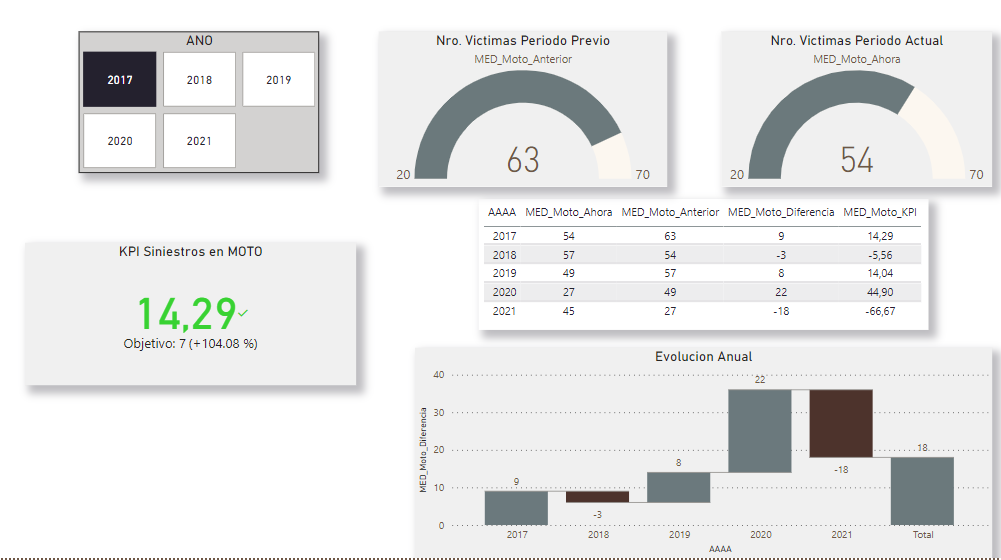 ANO
2017 2018 2019
2020 2021
Nro. Victimas Periodo Previo
MED_Moto_Anterior
63
20 70
Nro. Victimas Periodo Actual
MED_Moto_Ahora
54
20 70
KPI Siniestros en MOTO
14,29
Objetivo: 7 (+104.08 %)
AAAA MED_Moto_Ahora MED_Moto_Anterior MED_Moto_Diferencia MED_Moto_KPI
2017 54 63 9 14,29
2018 57 54 -3 -5,56
2019 49 57 8 14,04
2020 27 49 22 44,90
2021 45 27 -18 -66,67
Evolucion Anual
MED_Moto_Diferencia
40
30
20
10
0
9
-3
8
22
-18
18
2017 2018 2019 2020 2021 Total
AAAA